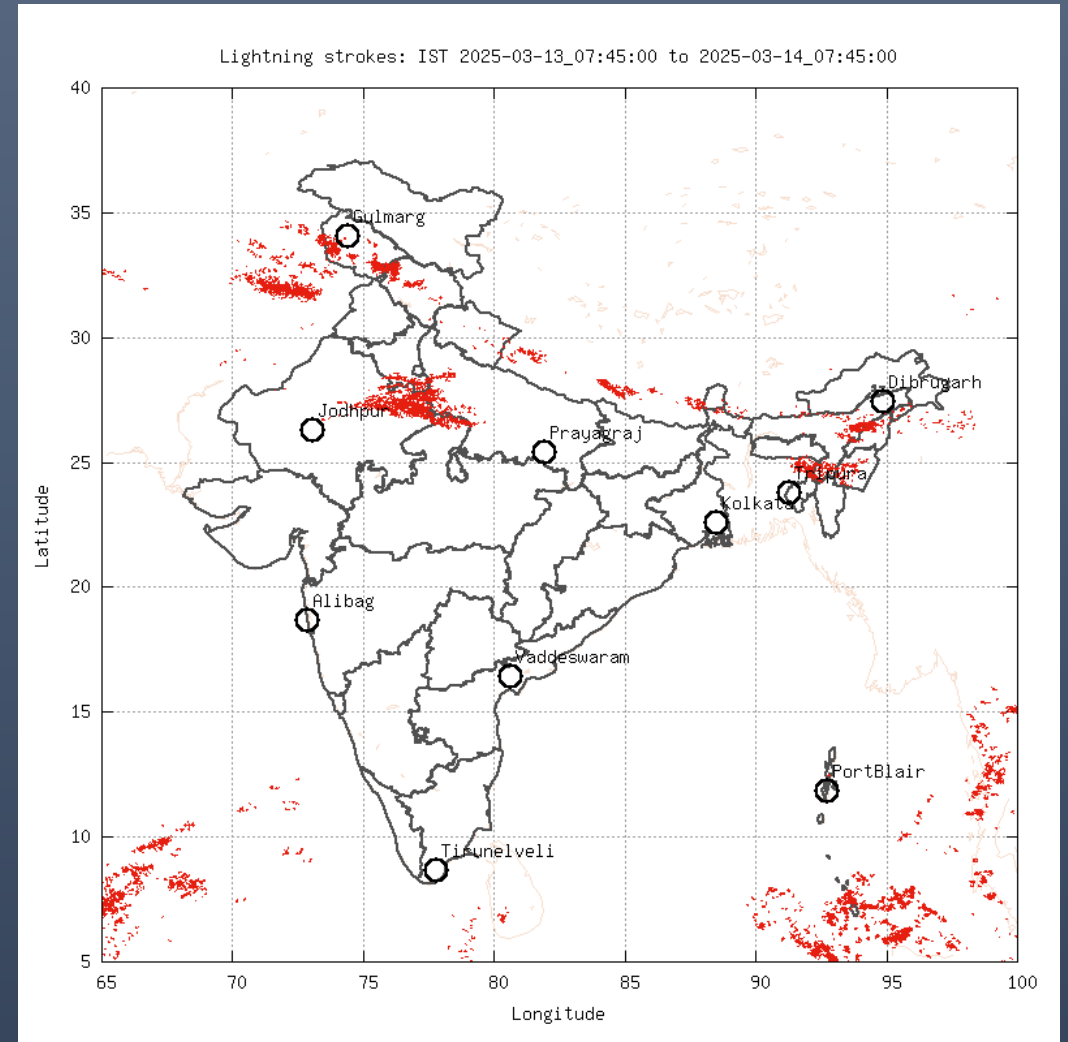 Lightning strokes: IST 2025-03-13_07:45:00 to 2025-03-14_07:45:00
40
35
30
25
20
15
10
5
Latitude
Gulmarg
Dibrugarh
Jodhpur
Prayagraj
Tripura
Kolkata
Alibag
Vaddeswaram
PortBlair
Tirunelveli
65 70 75 80 85 90 95 100
Longitude